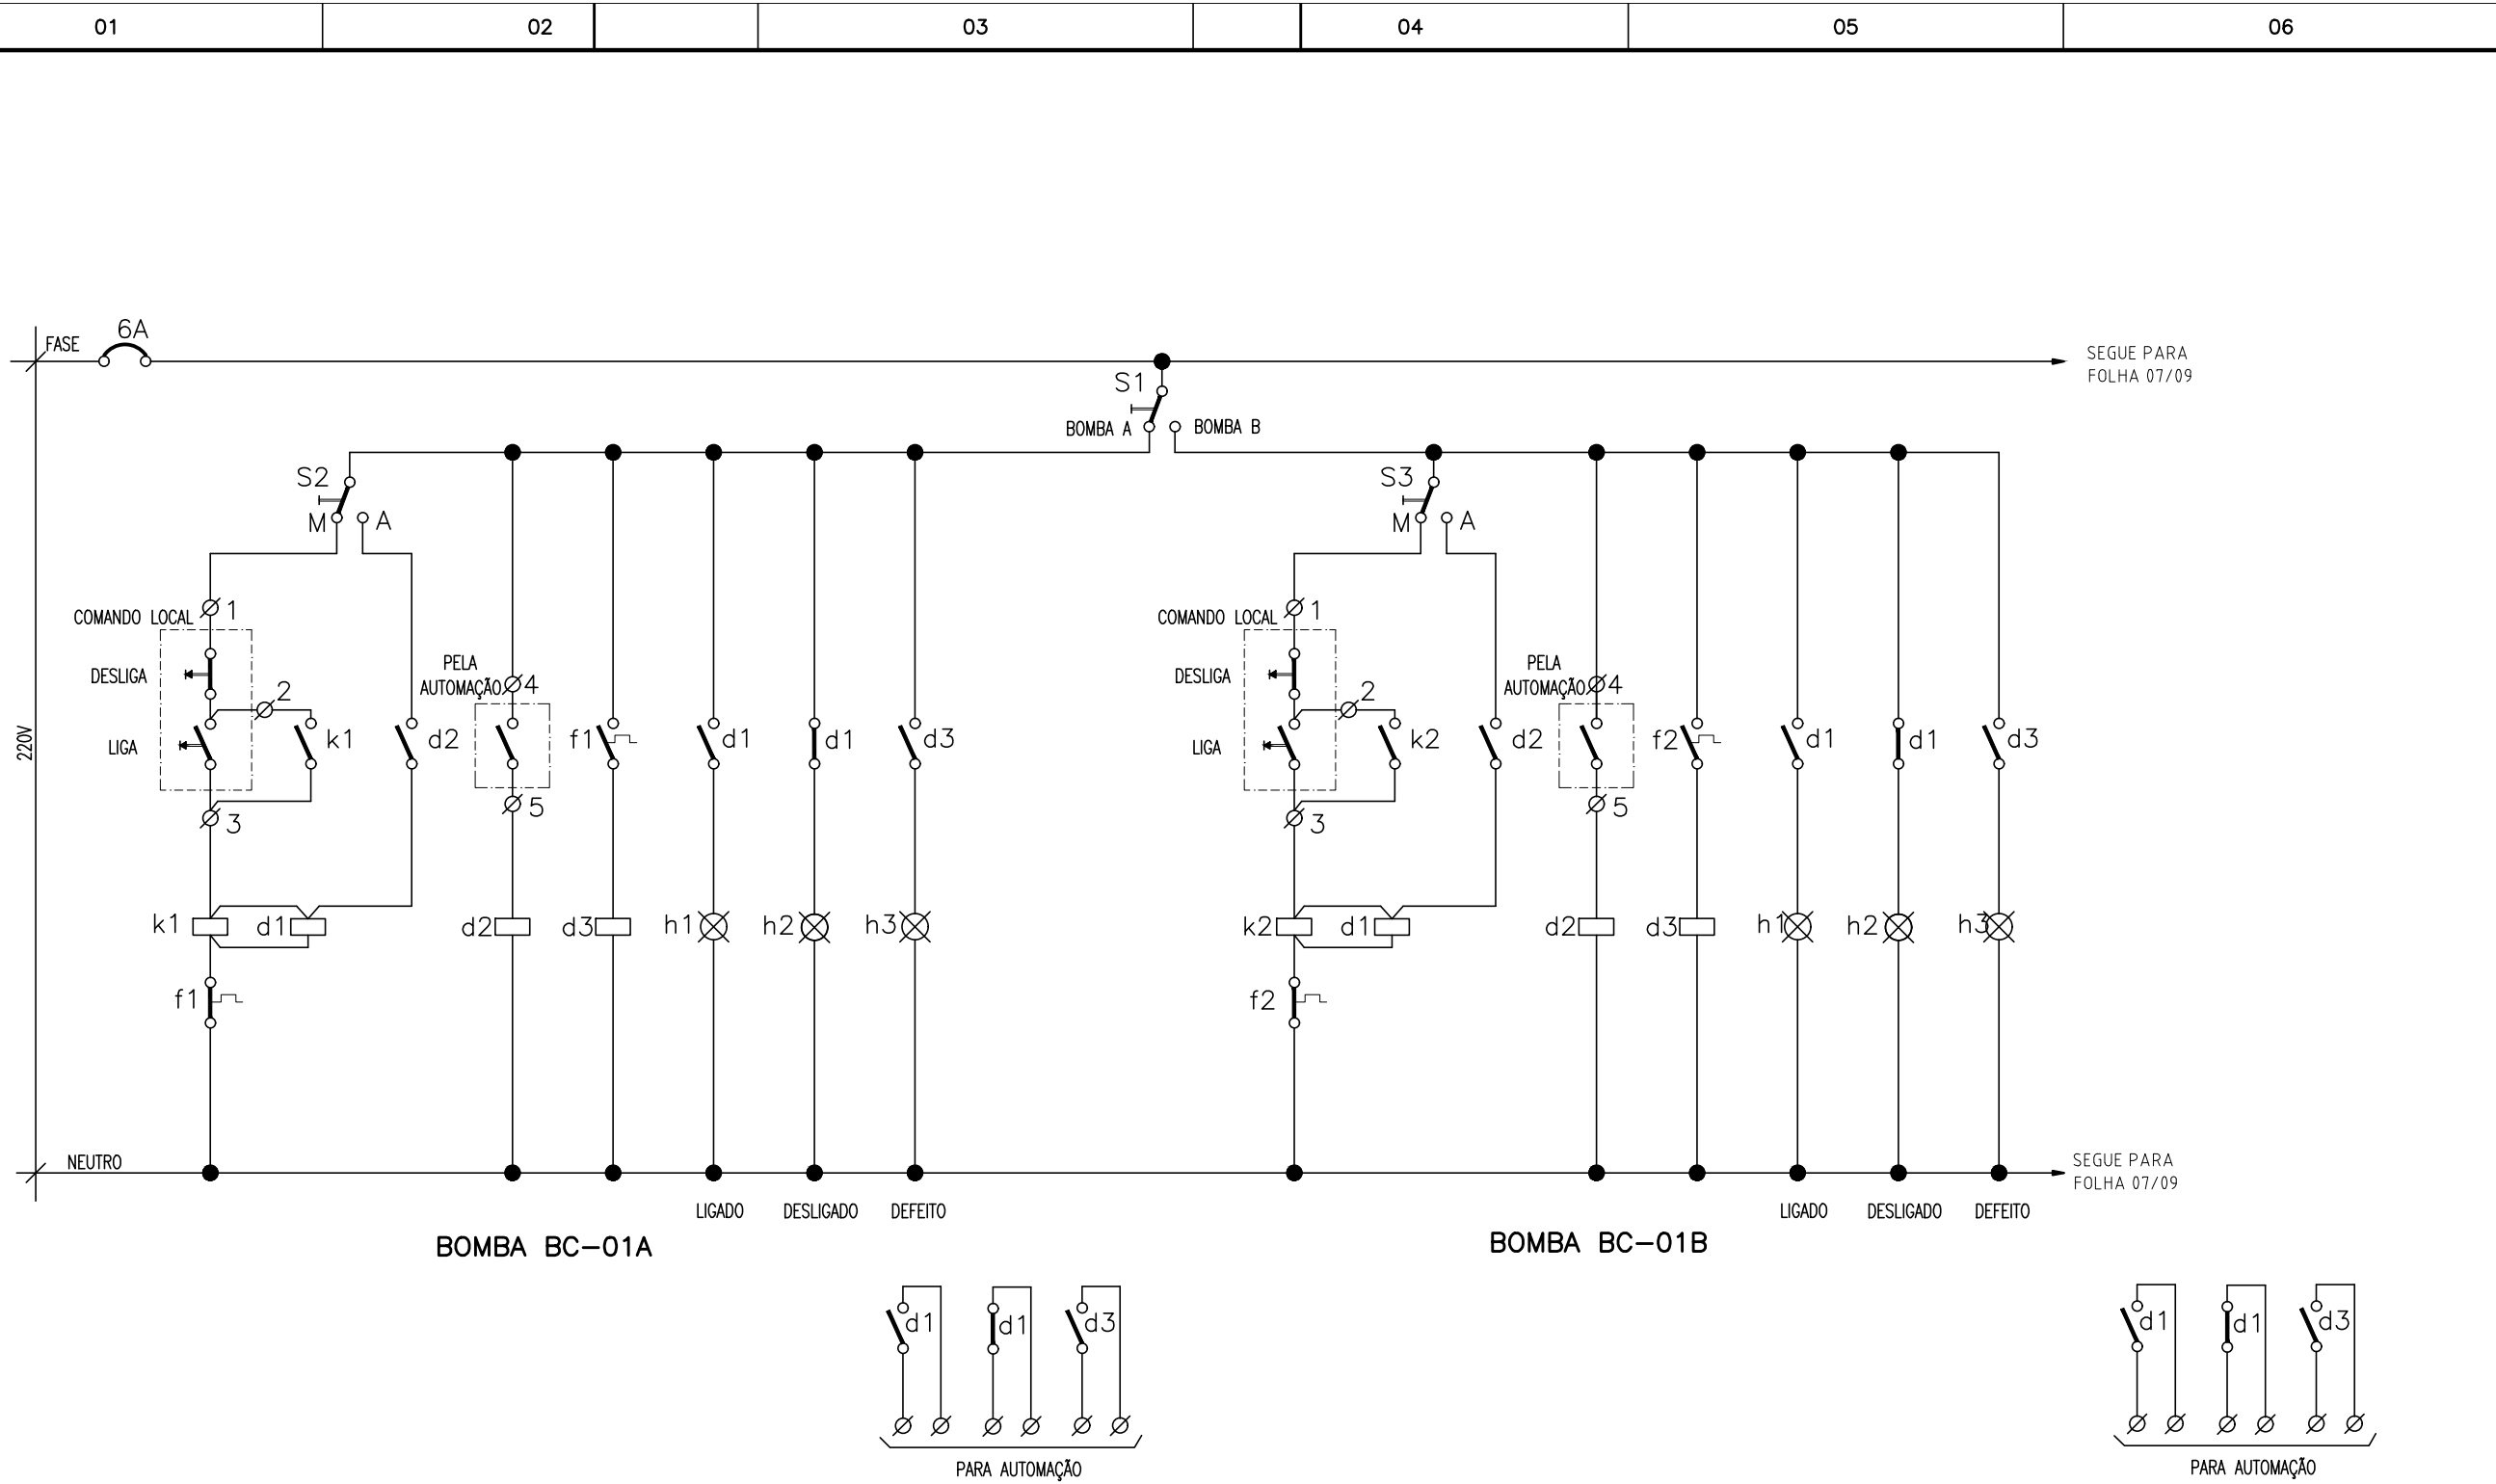 01 02 03 04 05 06
6A
FASE
SEGUE PARA
FOLHA 07/09
S1
BOMBA A BOMBA B
S2 S3
M A M A
COMANDO LOCAL 1 COMANDO LOCAL 1
PELA PELA
DESLIGA AUTOMAÇÃO 4 DESLIGA AUTOMAÇÃO 4
2 2
220V
LIGA k1 d2 f1 d1 d1 d3 LIGA k2 d2 f2 d1 d1 d3
3 5 3 5
k1 d1 d2 d3 h1 h2 h3 k2 d1 d2 d3 h1 h2 h3
f1 f2
NEUTRO
SEGUE PARA
FOLHA 07/09
LIGADO DESLIGADO DEFEITO LIGADO DESLIGADO DEFEITO
BOMBA BC-01A BOMBA BC-01B
d1 d1 d3 d1 d1 d3
PARA AUTOMAÇÃO PARA AUTOMAÇÃO